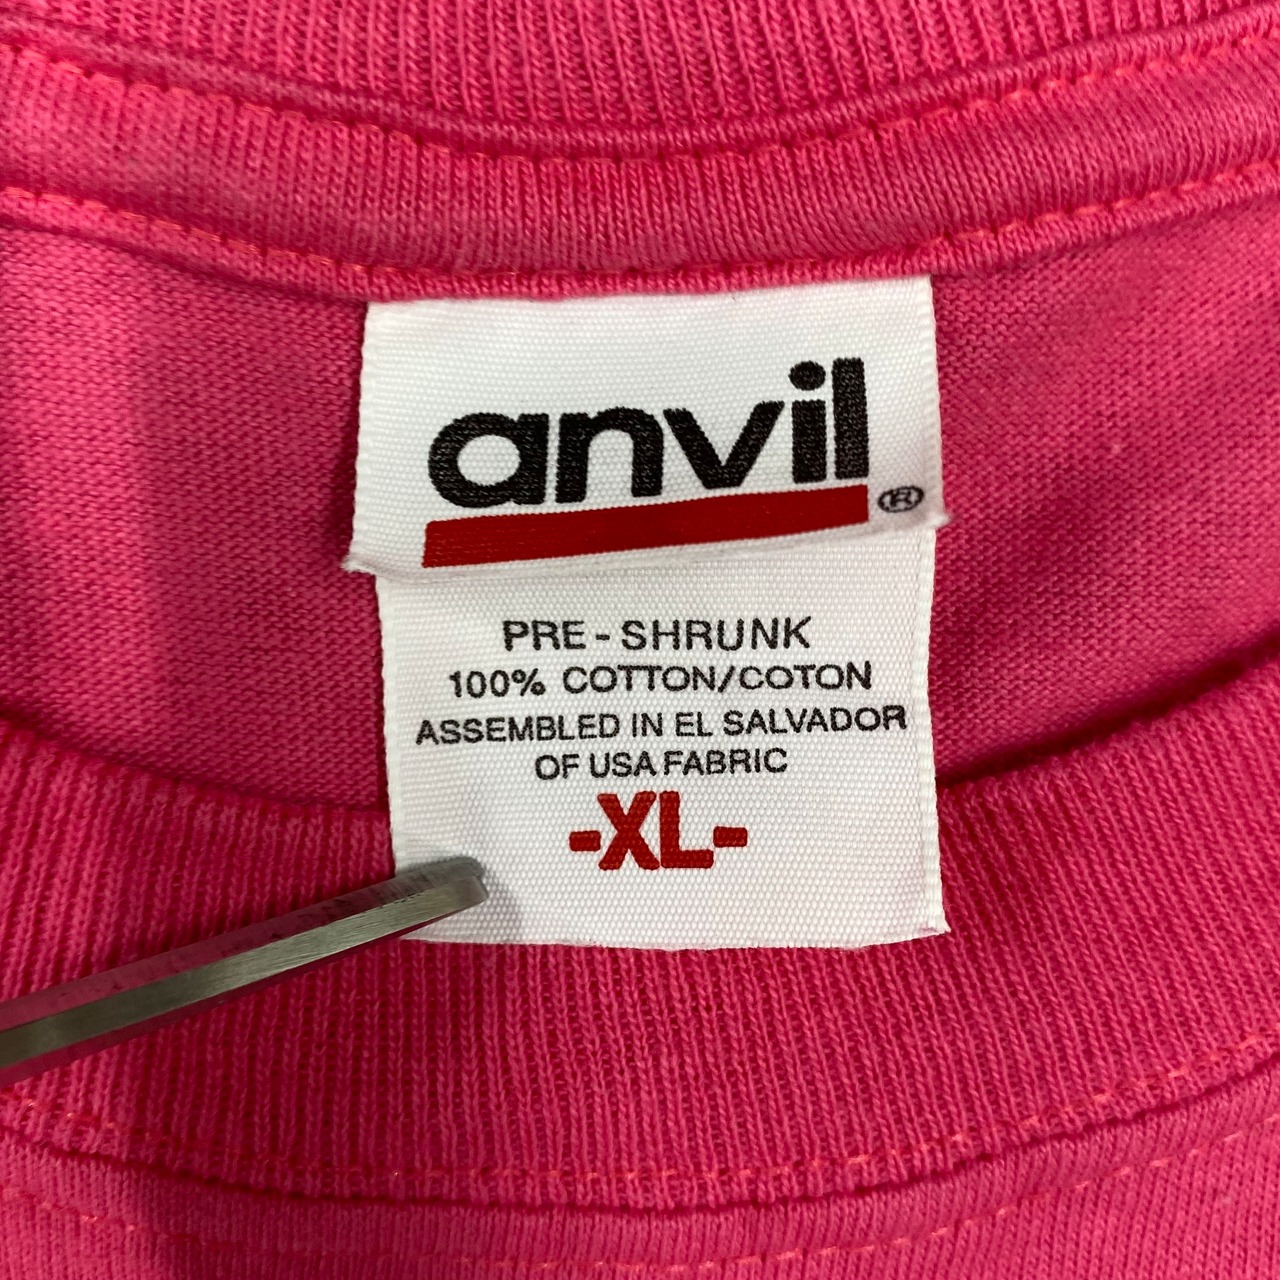 anvil®
PRE-SHRUNK
100% COTTON/COTON
ASSEMBLED IN EL SALVADOR
OF USA FABRIC
-XL-